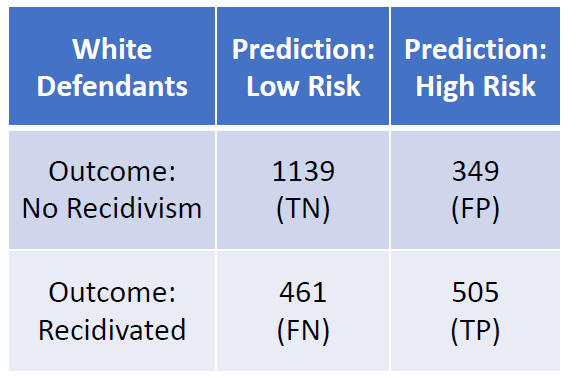 White Defendants
Prediction: Low Risk
Prediction: High Risk
Outcome: No Recidivism
1139 (TN)
349 (FP)
Outcome: Recidivated
461 (FN)
505 (TP)